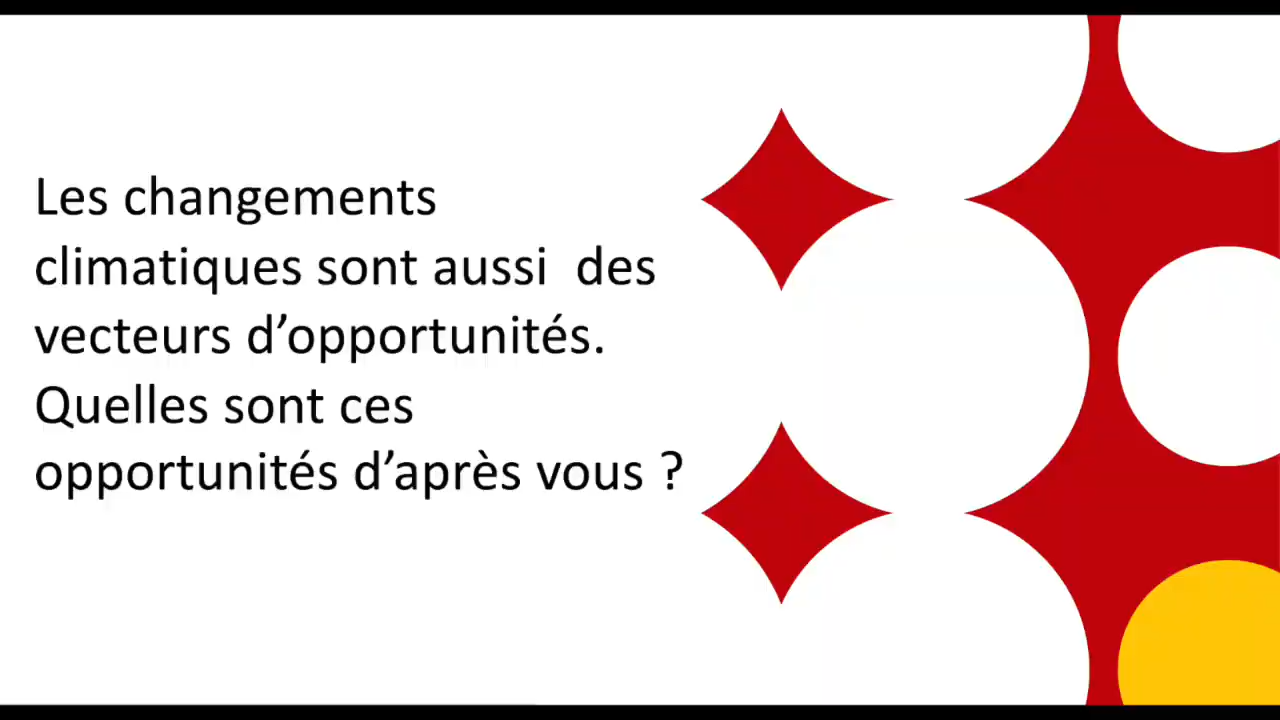 Les changements
climatiques sont aussi  des
vecteurs d’opportunités.
Quelles sont ces
opportunités d’après vous ?